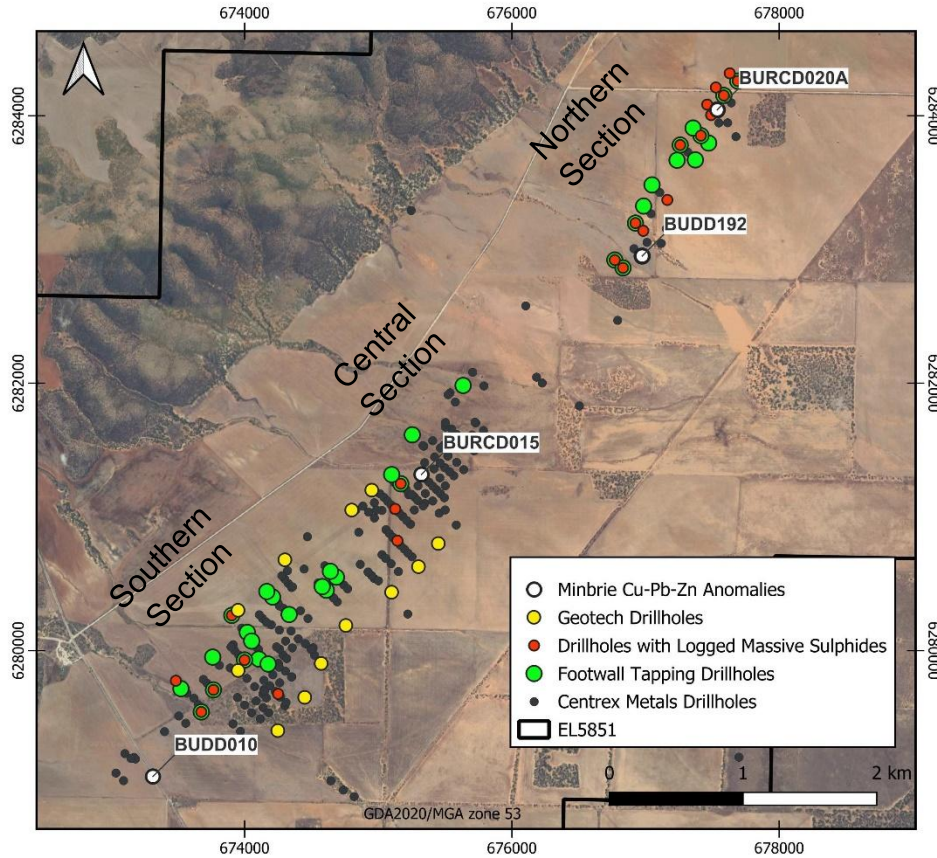 674000
676000
678000
BURCD020A
Northern
Section
6284000
6284000
BUDD192
Central
Section
6282000
6282000
BURCD015
Southern
Section
Minbrie Cu-Pb-Zn Anomalies
Geotech Drillholes
Drillholes with Logged Massive Sulphides
Footwall Tapping Drillholes
Centrex Metals Drillholes
EL5851
6280000
6280000
BUDD010
0
1
2 km
GDA2020/MGA zone 53
674000
676000
678000